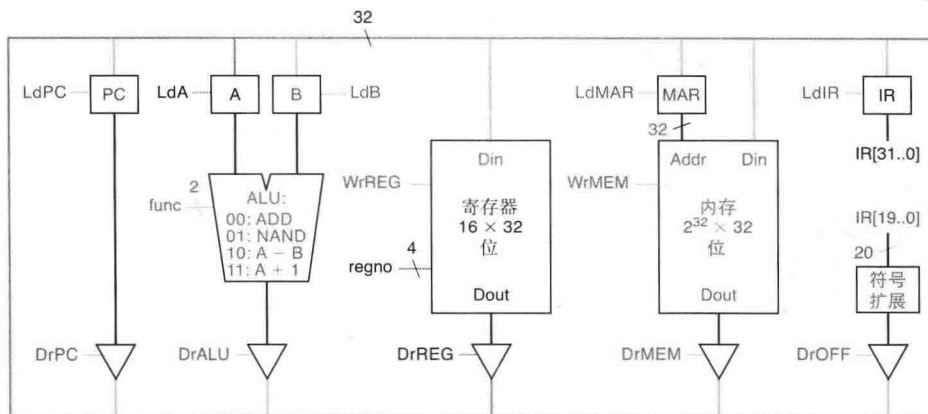 32
LdPC PC LdA A B LdB LdMAR MAR LdIR IR
32
IR[31..0]
Din
Addr Din
WrREG
WrMEM
2
func
ALU:
00: ADD
01: NAND
10: A − B
11: A + 1
寄存器
16 × 32
位
内存
2³² × 32
位
IR[19..0]
4
regno
20
符号
扩展
Dout
Dout
DrPC DrALU DrREG DrMEM DrOFF